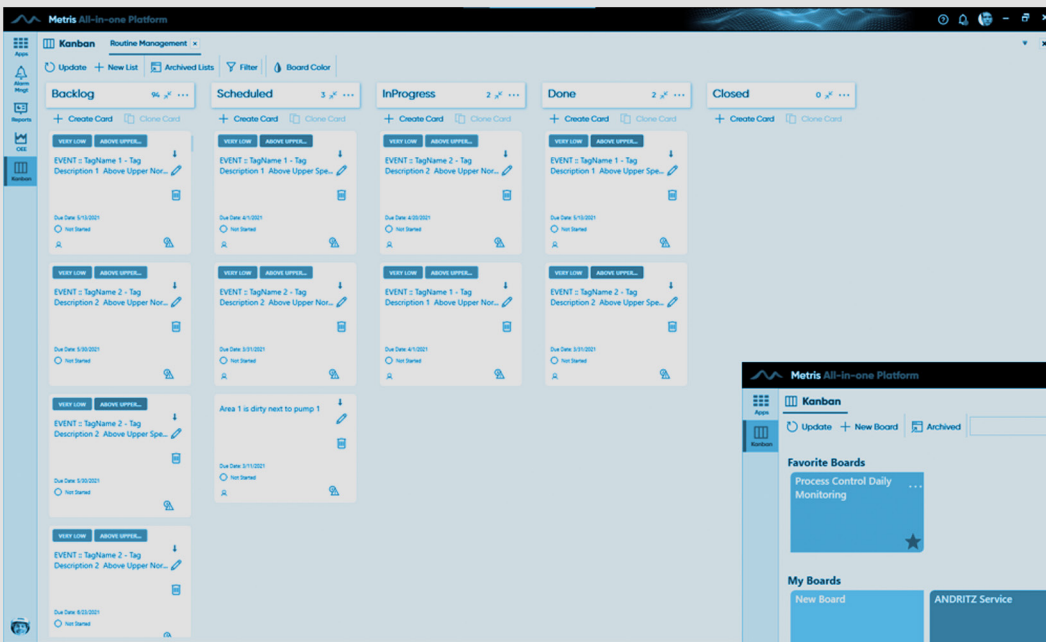 Metris All-in-one Platform
Apps
Alarm
Mngt
Reports
OEE
Kanban
Kanban
Routine Management
Update
New List
Archived Lists
Filter
Board Color
Backlog 94
Create Card Clone Card
VERY LOW ABOVE UPPER...
EVENT :: TagName 1 - Tag
Description 1 Above Upper Nor...
Due Date: 5/13/2021
Not Started
VERY LOW ABOVE UPPER...
EVENT :: TagName 2 - Tag
Description 2 Above Upper Nor...
Due Date: 5/30/2021
Not Started
VERY LOW ABOVE UPPER...
EVENT :: TagName 2 - Tag
Description 2 Above Upper Spe...
Due Date: 5/30/2021
Not Started
VERY LOW ABOVE UPPER...
EVENT :: TagName 2 - Tag
Description 2 Above Upper Nor...
Due Date: 8/23/2021
Not Started
Scheduled 3
Create Card Clone Card
VERY LOW ABOVE UPPER...
EVENT :: TagName 1 - Tag
Description 1 Above Upper Spe...
Due Date: 4/1/2021
Not Started
VERY LOW ABOVE UPPER...
EVENT :: TagName 2 - Tag
Description 2 Above Upper Nor...
Due Date: 3/31/2021
Not Started
Area 1 is dirty next to pump 1
Due Date: 3/11/2021
Not Started
InProgress 2
Create Card Clone Card
VERY LOW ABOVE UPPER...
EVENT :: TagName 2 - Tag
Description 2 Above Upper Nor...
Due Date: 4/20/2021
Not Started
VERY LOW ABOVE UPPER...
EVENT :: TagName 1 - Tag
Description 1 Above Upper Nor...
Due Date: 4/1/2021
Not Started
Done 2
Create Card Clone Card
VERY LOW ABOVE UPPER...
EVENT :: TagName 1 - Tag
Description 1 Above Upper Spe...
Due Date: 5/13/2021
Not Started
VERY LOW ABOVE UPPER...
EVENT :: TagName 2 - Tag
Description 2 Above Upper Spe...
Due Date: 3/31/2021
Not Started
Closed 0
Create Card Clone Card
Metris All-in-one Platform
Apps
Kanban
Kanban
Update
New Board
Archived
Favorite Boards
Process Control Daily
Monitoring
My Boards
New Board
ANDRITZ Service